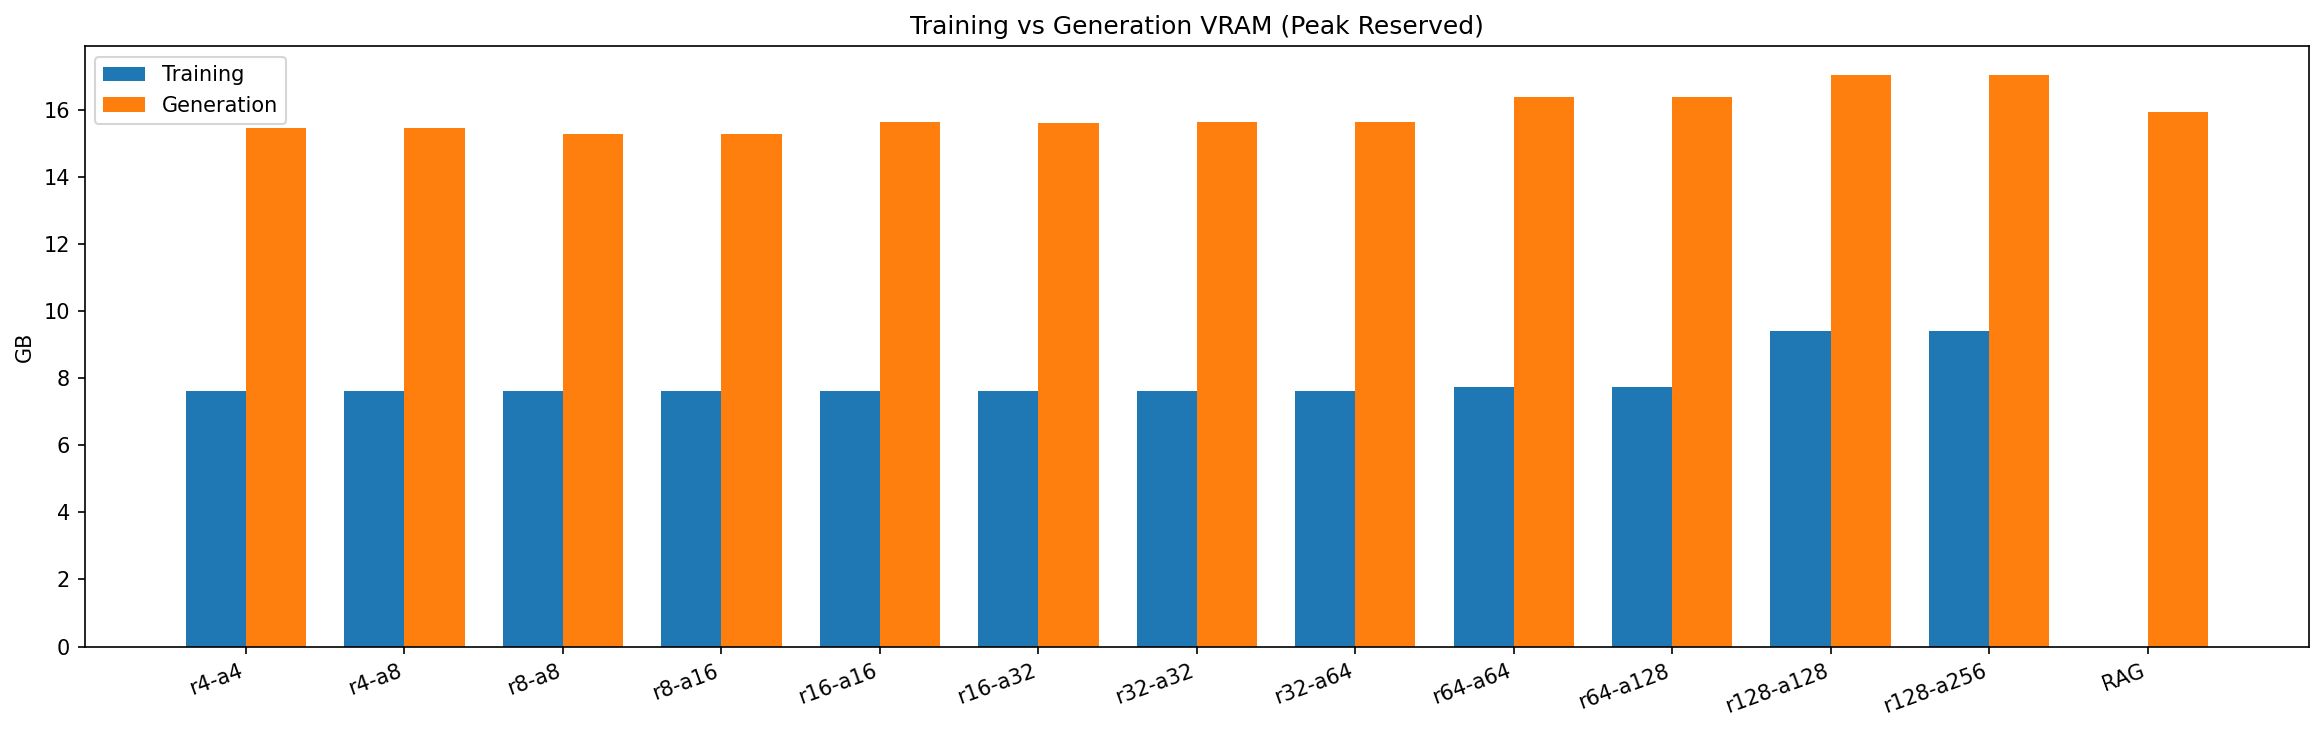 Training vs Generation VRAM (Peak Reserved)
Training
Generation
GB
16
14
12
10
8
6
4
2
0
r4-a4
r4-a8
r8-a8
r8-a16
r16-a16
r16-a32
r32-a32
r32-a64
r64-a64
r64-a128
r128-a128
r128-a256
RAG